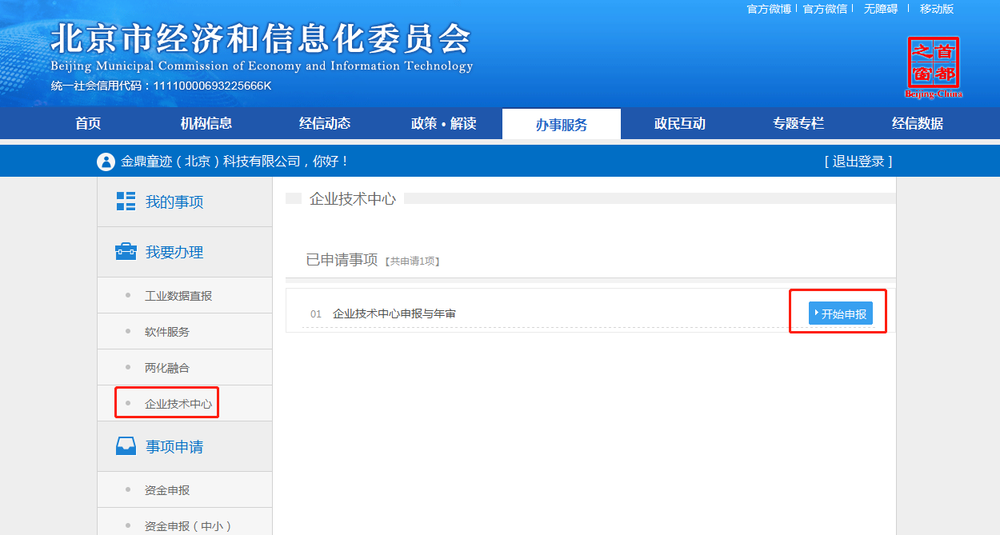 官方微博 | 官方微信 | 无障碍 | 移动版
北京市经济和信息化委员会
Beijing Municipal Commission of Economy and Information Technology
统一社会信用代码：11110000693225666K
首都之窗
Beijing-China
首页 机构信息 经信动态 政策 • 解读 办事服务 政民互动 专题专栏 经信数据
金鼎童迹（北京）科技有限公司，你好！ [ 退出登录 ]
我的事项
我要办理
工业数据直报
软件服务
两化融合
企业技术中心
事项申请
资金申报
资金申报（中小）
企业技术中心
已申请事项【共申请1项】
01 企业技术中心申报与年审 开始申报